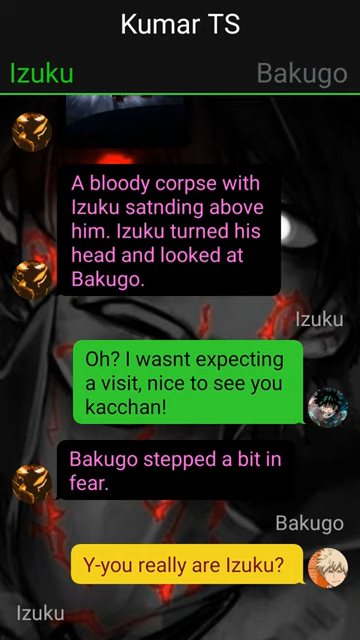 Kumar TS
Izuku
Bakugo
A bloody corpse with
Izuku satnding above
him. Izuku turned his
head and looked at
Bakugo.
Izuku
Oh? I wasnt expecting
a visit, nice to see you
kacchan!
Bakugo stepped a bit in
fear.
Bakugo
Y-you really are Izuku?
Izuku